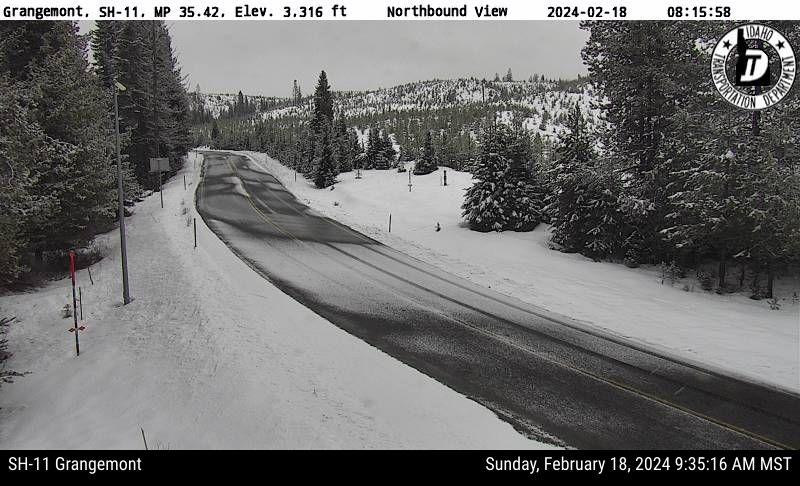 Grangemont, SH-11, MP 35.42, Elev. 3,316 ft Northbound View 2024-02-18 08:15:58
IDAHO
TRANSPORTATION DEPARTMENT
SH-11 Grangemont Sunday, February 18, 2024 9:35:16 AM MST